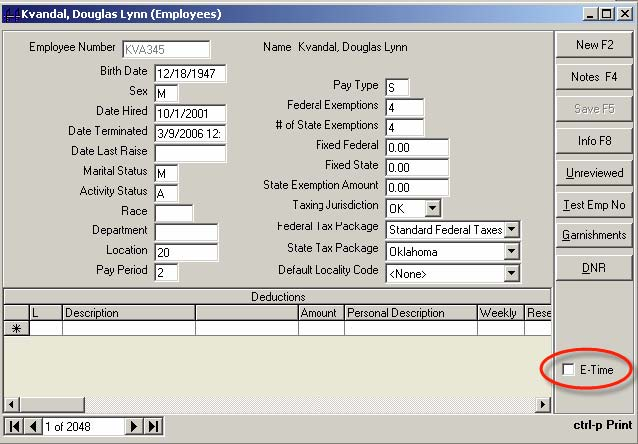 Kvandal, Douglas Lynn (Employees)
Employee Number KVA345
Name Kvandal, Douglas Lynn
Birth Date 12/18/1947
Sex M
Date Hired 10/1/2001
Date Terminated 3/9/2006 12:
Date Last Raise
Marital Status M
Activity Status A
Race
Department
Location 20
Pay Period 2
Pay Type S
Federal Exemptions 4
# of State Exemptions 4
Fixed Federal 0.00
Fixed State 0.00
State Exemption Amount 0.00
Taxing Jurisdiction OK
Federal Tax Package Standard Federal Taxes
State Tax Package Oklahoma
Default Locality Code <None>
New F2
Notes F4
Save F5
Info F8
Unreviewed
Test Emp No
Garnishments
DNR
Deductions
L Description Amount Personal Description Weekly Rese
E-Time
1 of 2048
ctrl-p Print